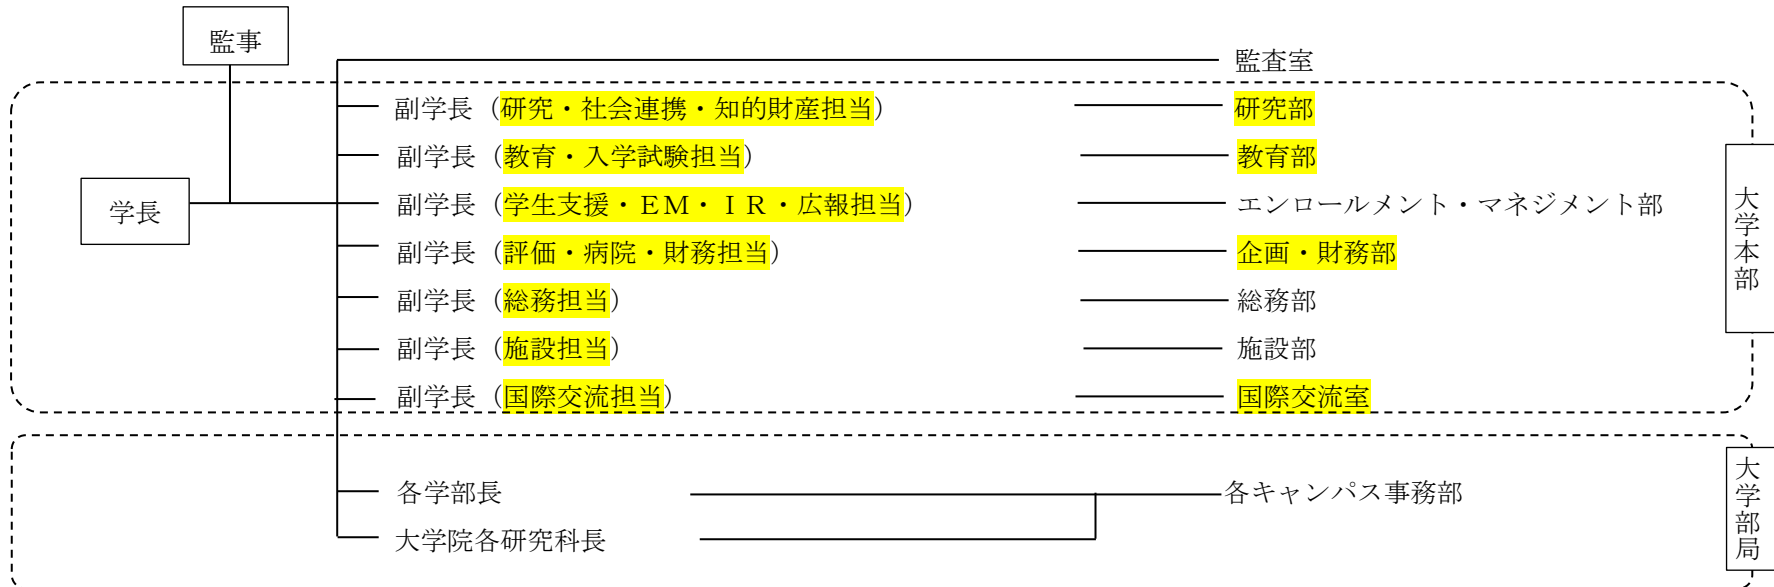 監事
監査室
副学長（研究・社会連携・知的財産担当） 研究部
副学長（教育・入学試験担当） 教育部
学長 副学長（学生支援・ＥＭ・ＩＲ・広報担当） エンロールメント・マネジメント部
副学長（評価・病院・財務担当） 企画・財務部
副学長（総務担当） 総務部
副学長（施設担当） 施設部
副学長（国際交流担当） 国際交流室
大学本部
各学部長 各キャンパス事務部
大学院各研究科長
大学部局